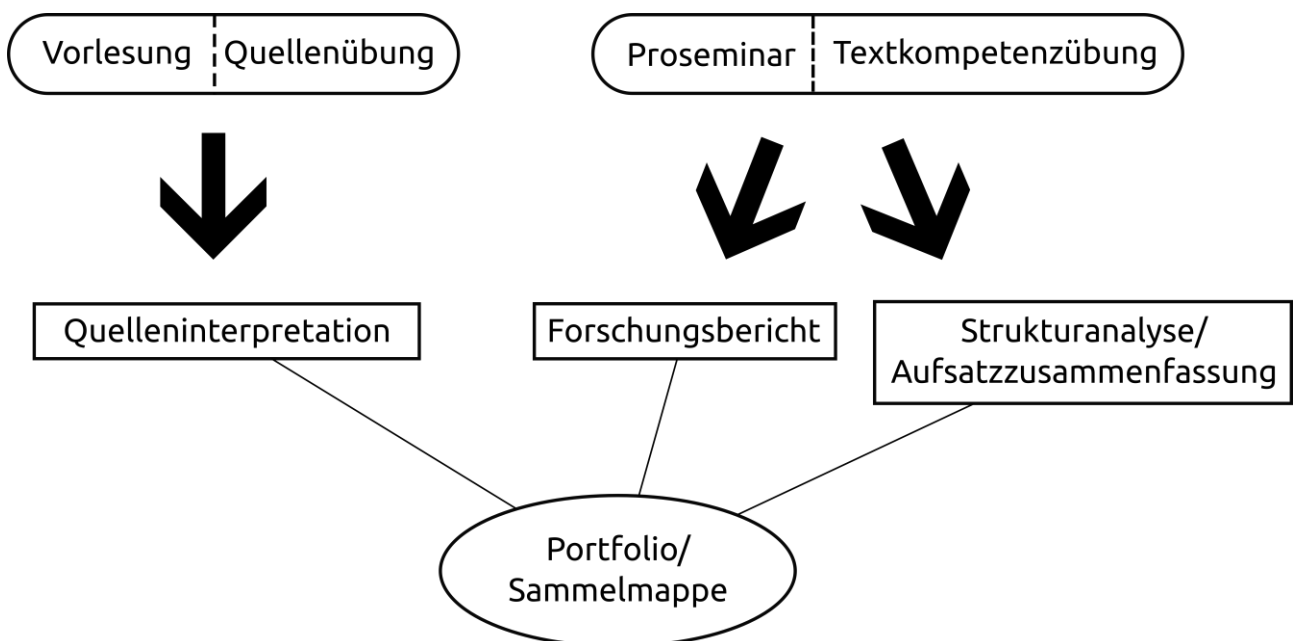 Vorlesung Quellenübung
Proseminar Textkompetenzübung
Quelleninterpretation
Forschungsbericht
Strukturanalyse/
Aufsatzzusammenfassung
Portfolio/
Sammelmappe